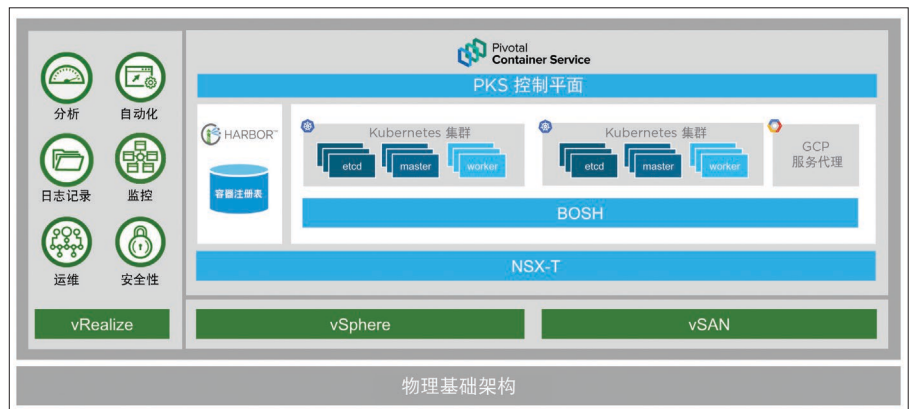 Pivotal
Container Service
PKS 控制平面
分析
自动化
日志记录
监控
运维
安全性
vRealize
HARBOR™
容器注册表
Kubernetes 集群
etcd
master
worker
Kubernetes 集群
etcd
master
worker
GCP
服务代理
BOSH
NSX-T
vSphere
vSAN
物理基础架构